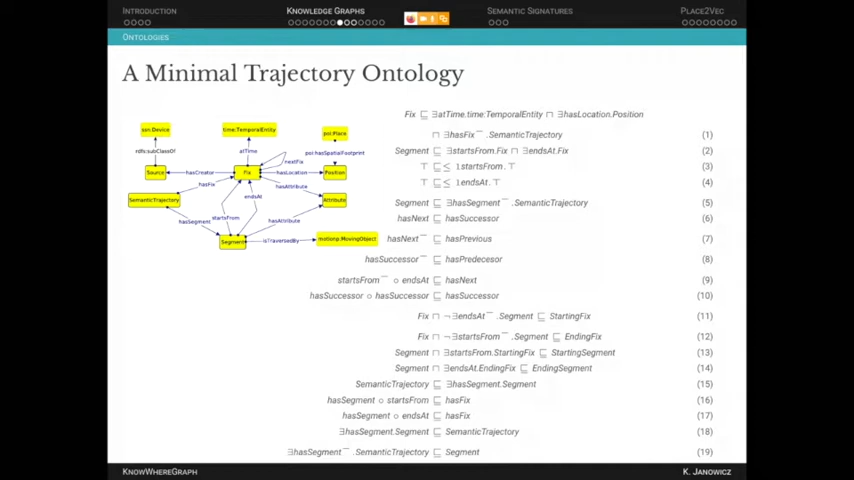 INTRODUCTION
KNOWLEDGE GRAPHS
SEMANTIC SIGNATURES
PLACE2VEC
ONTOLOGIES
A Minimal Trajectory Ontology
ssn:Device
time:TemporalEntity
poi:Place
rdfs:subClassOf
atTime
nextFix
poi:hasSpatialFootprint
Source
hasCreator
Fix
hasLocation
Position
hasFix
hasAttribute
SemanticTrajectory
endsAt
Attribute
startsFrom
hasSegment
hasAttribute
Segment
isTraversedBy
motionp:MovingObject
Fix ⊑ ∃atTime.time:TemporalEntity ⊓ ∃hasLocation.Position
⊓ ∃hasFix⁻.SemanticTrajectory (1)
Segment ⊑ ∃startsFrom.Fix ⊓ ∃endsAt.Fix (2)
⊤ ⊑ ≤ 1startsFrom.⊤ (3)
⊤ ⊑ ≤ 1endsAt.⊤ (4)
Segment ⊑ ∃hasSegment⁻.SemanticTrajectory (5)
hasNext ⊑ hasSuccessor (6)
hasNext⁻ ⊑ hasPrevious (7)
hasSuccessor⁻ ⊑ hasPredecesor (8)
startsFrom⁻ ∘ endsAt ⊑ hasNext (9)
hasSuccessor ∘ hasSuccessor ⊑ hasSuccessor (10)
Fix ⊓ ¬∃endsAt⁻.Segment ⊑ StartingFix (11)
Fix ⊓ ¬∃startsFrom⁻.Segment ⊑ EndingFix (12)
Segment ⊓ ∃startsFrom.StartingFix ⊑ StartingSegment (13)
Segment ⊓ ∃endsAt.EndingFix ⊑ EndingSegment (14)
SemanticTrajectory ⊑ ∃hasSegment.Segment (15)
hasSegment ∘ startsFrom ⊑ hasFix (16)
hasSegment ∘ endsAt ⊑ hasFix (17)
∃hasSegment.Segment ⊑ SemanticTrajectory (18)
∃hasSegment⁻.SemanticTrajectory ⊑ Segment (19)
KNOWWHEREGRAPH
K. JANOWICZ